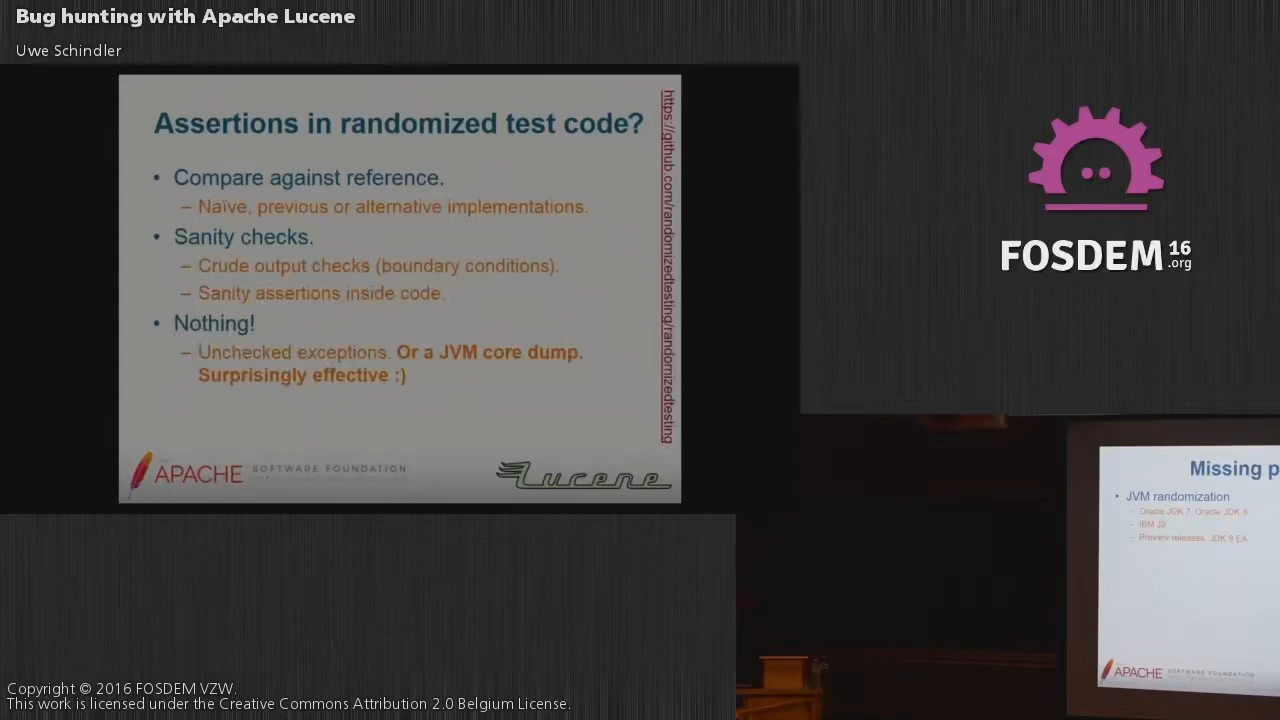 Bug hunting with Apache Lucene
Uwe Schindler
Assertions in randomized test code?
• Compare against reference.
– Naïve, previous or alternative implementations.
• Sanity checks.
– Crude output checks (boundary conditions).
– Sanity assertions inside code.
• Nothing!
– Unchecked exceptions. Or a JVM core dump.
Surprisingly effective :)
https://github.com/randomizedtesting/randomizedtesting
APACHE SOFTWARE FOUNDATION
Lucene
FOSDEM 16
.org
Missing p
• JVM randomization
– Oracle JDK 7, Oracle JDK 8
– IBM J9
– Preview releases: JDK 9 EA
APACHE SOFTWARE FOUNDATION
Copyright © 2016 FOSDEM VZW.
This work is licensed under the Creative Commons Attribution 2.0 Belgium License.